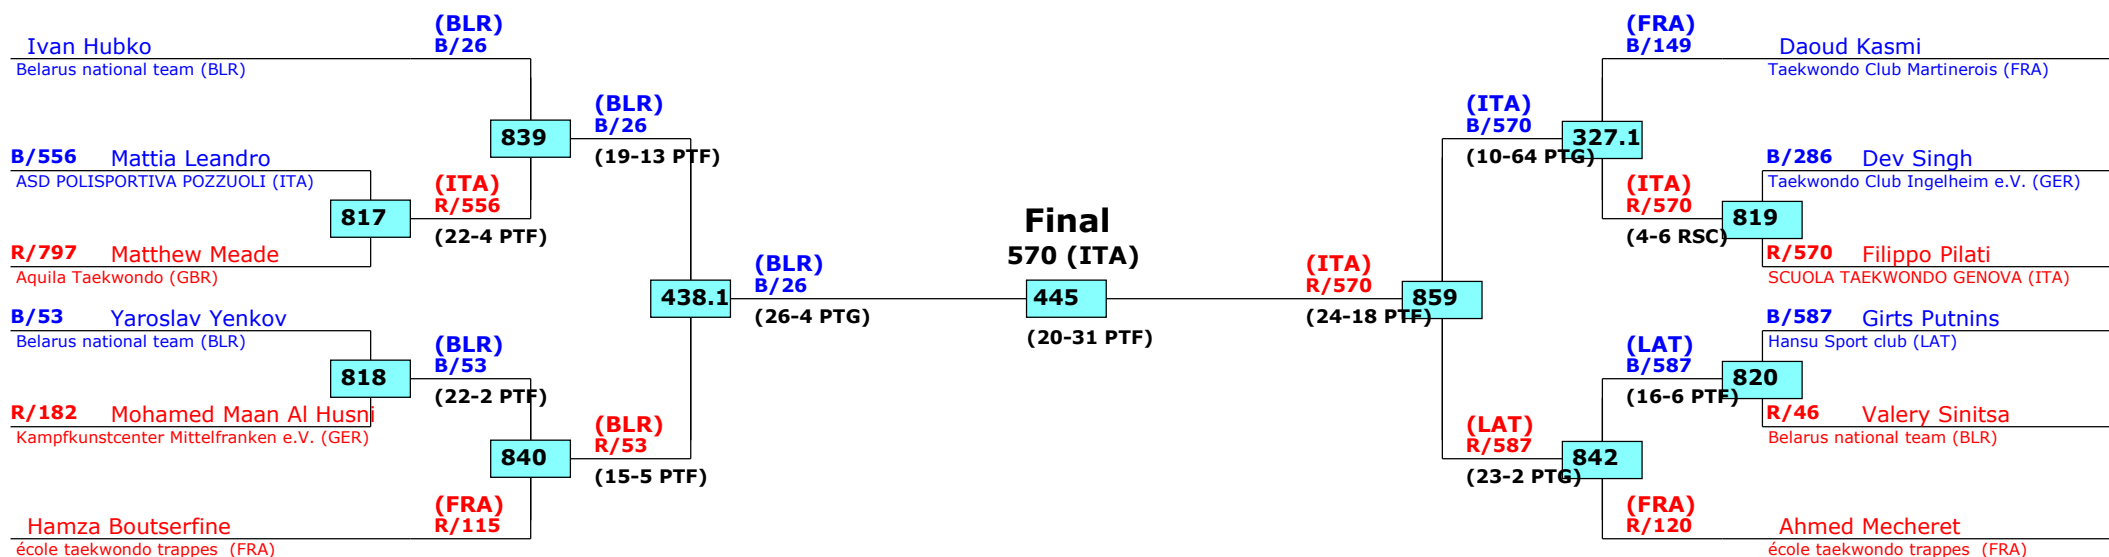 (BLR)
B/26
Ivan Hubko
Belarus national team (BLR)
839
(BLR)
B/26
(19-13 PTF)
B/556 Mattia Leandro
ASD POLISPORTIVA POZZUOLI (ITA)
817
(ITA)
R/556
(22-4 PTF)
R/797 Matthew Meade
Aquila Taekwondo (GBR)
438.1
(BLR)
B/26
(26-4 PTG)
B/53 Yaroslav Yenkov
Belarus national team (BLR)
818
(BLR)
B/53
(22-2 PTF)
R/182 Mohamed Maan Al Husni
Kampfkunstcenter Mittelfranken e.V. (GER)
840
(BLR)
R/53
(15-5 PTF)
(FRA)
R/115
Hamza Boutserfine
école taekwondo trappes (FRA)
Final
570 (ITA)
445
(20-31 PTF)
(FRA)
B/149
Daoud Kasmi
Taekwondo Club Martinerois (FRA)
(ITA)
B/570
(10-64 PTG)
327.1
B/286 Dev Singh
Taekwondo Club Ingelheim e.V. (GER)
(ITA)
R/570
(4-6 RSC)
819
R/570 Filippo Pilati
SCUOLA TAEKWONDO GENOVA (ITA)
(ITA)
R/570
(24-18 PTF)
859
B/587 Girts Putnins
Hansu Sport club (LAT)
(LAT)
B/587
(16-6 PTF)
820
R/46 Valery Sinitsa
Belarus national team (BLR)
(LAT)
R/587
(23-2 PTG)
842
(FRA)
R/120
Ahmed Mecheret
école taekwondo trappes (FRA)